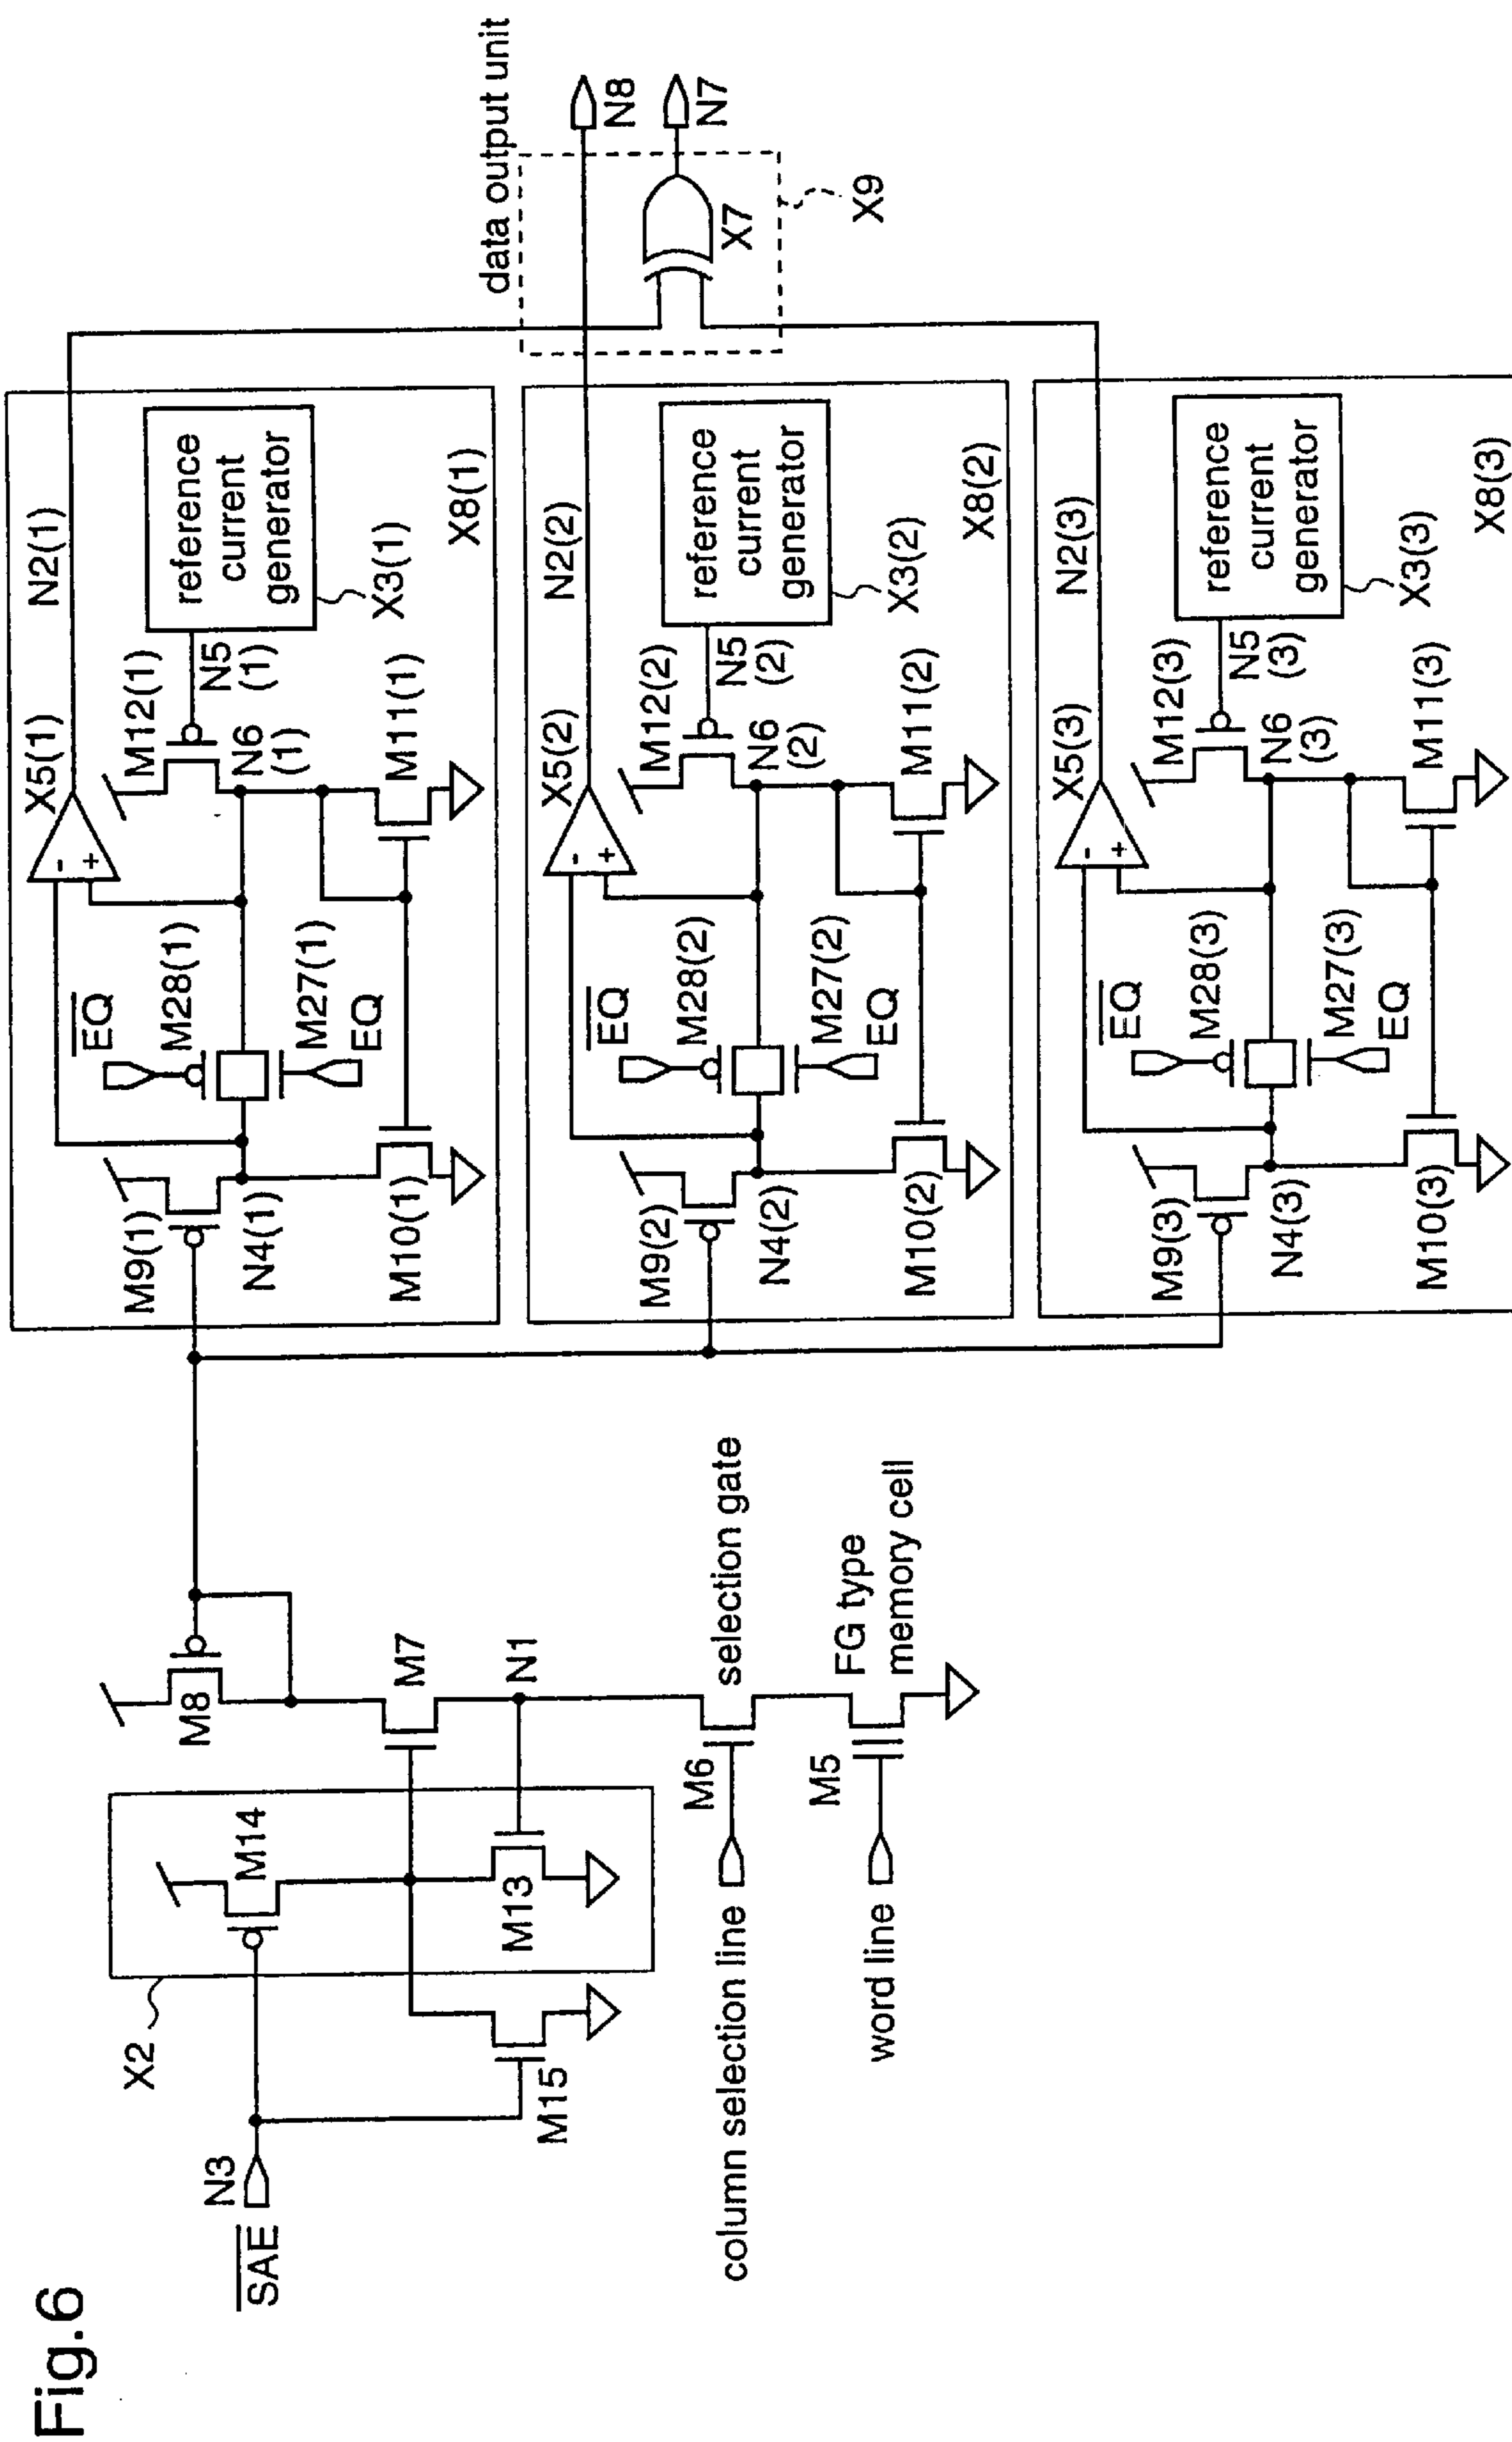 Fig.6
SAE
N3
X2
M14
M13
M15
M8
M7
N1
M6
M5
column selection line
word line
selection gate
FG type
memory cell
M9(1)
N4(1)
M10(1)
EQ
M28(1)
M27(1)
EQ
X5(1)
-
+
M12(1)
N6
(1)
M11(1)
N5
(1)
N2(1)
reference
current
generator
X3(1)
X8(1)
M9(2)
N4(2)
M10(2)
EQ
M28(2)
M27(2)
EQ
X5(2)
-
+
M12(2)
N6
(2)
M11(2)
N5
(2)
N2(2)
reference
current
generator
X3(2)
X8(2)
M9(3)
N4(3)
M10(3)
EQ
M28(3)
M27(3)
EQ
X5(3)
-
+
M12(3)
N6
(3)
M11(3)
N5
(3)
N2(3)
reference
current
generator
X3(3)
X8(3)
data output unit
N8
N7
X7
X9